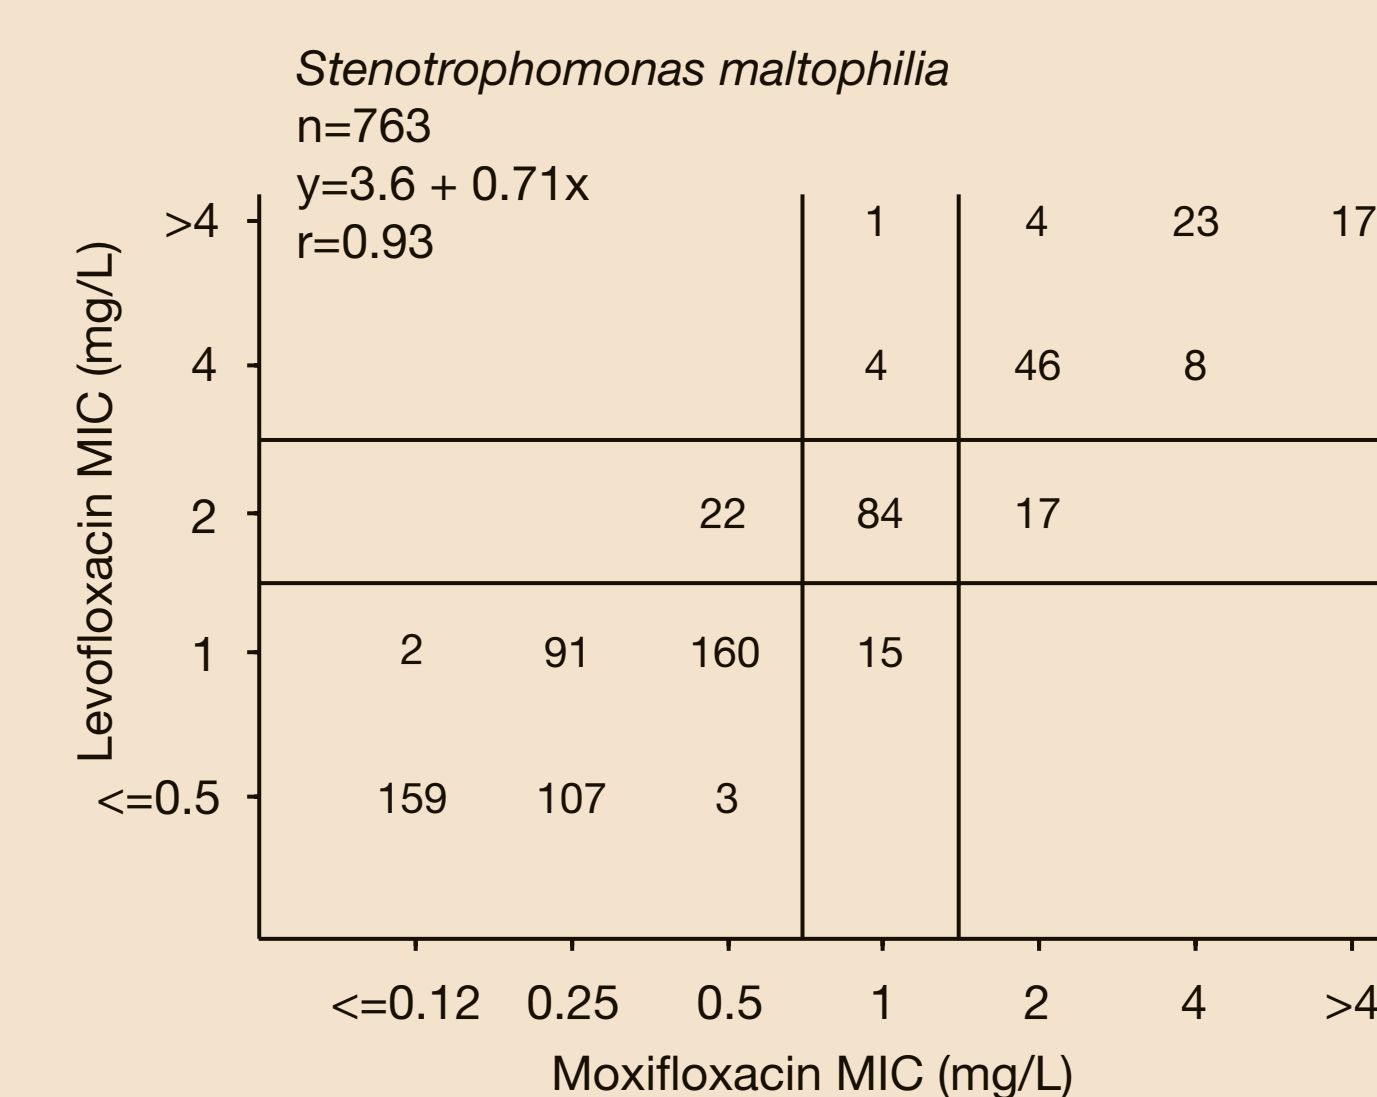 Stenotrophomonas maltophilia
n=763
y=3.6 + 0.71x
r=0.93
>4 1 4 23 17
4 4 46 8
2 22 84 17
1 2 91 160 15
<=0.5 159 107 3
Levofloxacin MIC (mg/L)
<=0.12 0.25 0.5 1 2 4 >4
Moxifloxacin MIC (mg/L)